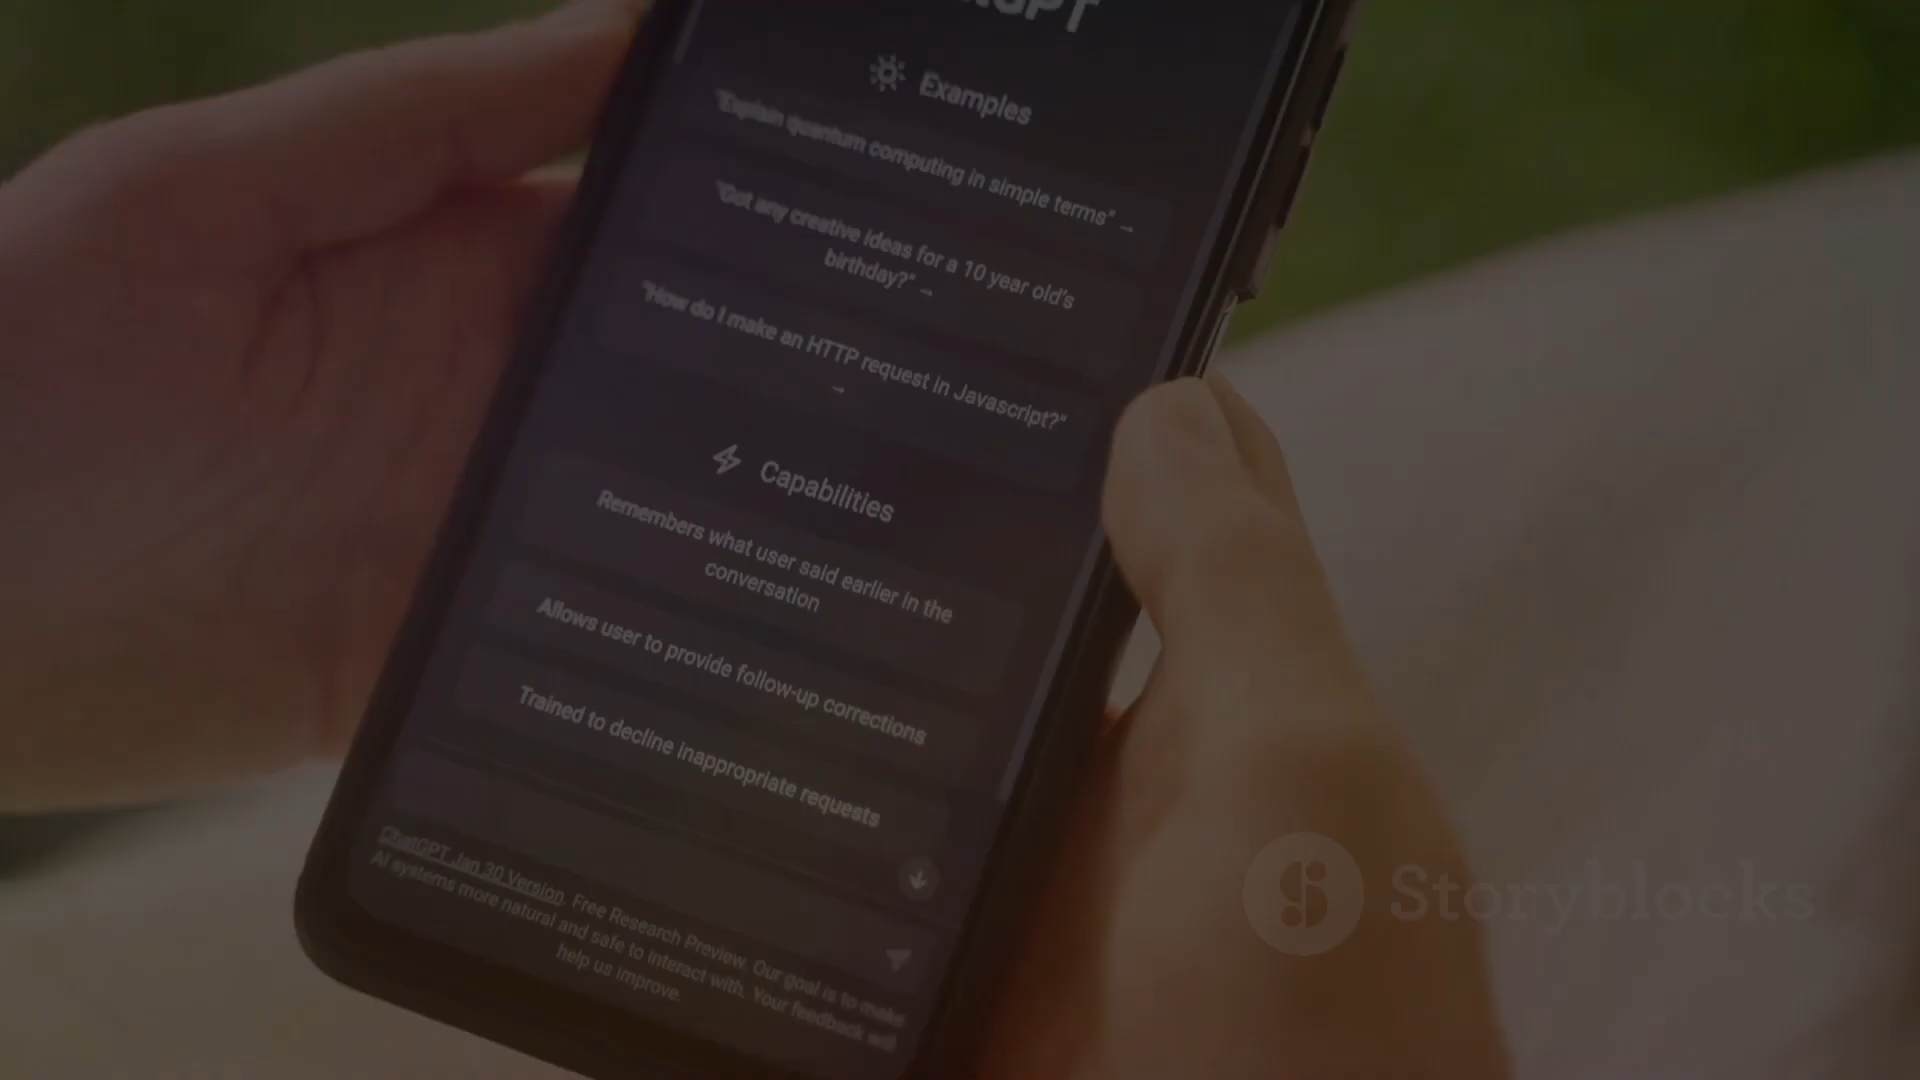 Examples
"Explain quantum computing in simple terms" →
"Got any creative ideas for a 10 year old's
birthday?" →
"How do I make an HTTP request in Javascript?"
→
Capabilities
Remembers what user said earlier in the
conversation
Allows user to provide follow-up corrections
Trained to decline inappropriate requests
ChatGPT Jan 30 Version. Free Research Preview. Our goal is to make
AI systems more natural and safe to interact with. Your feedback will
help us improve.
Storyblocks